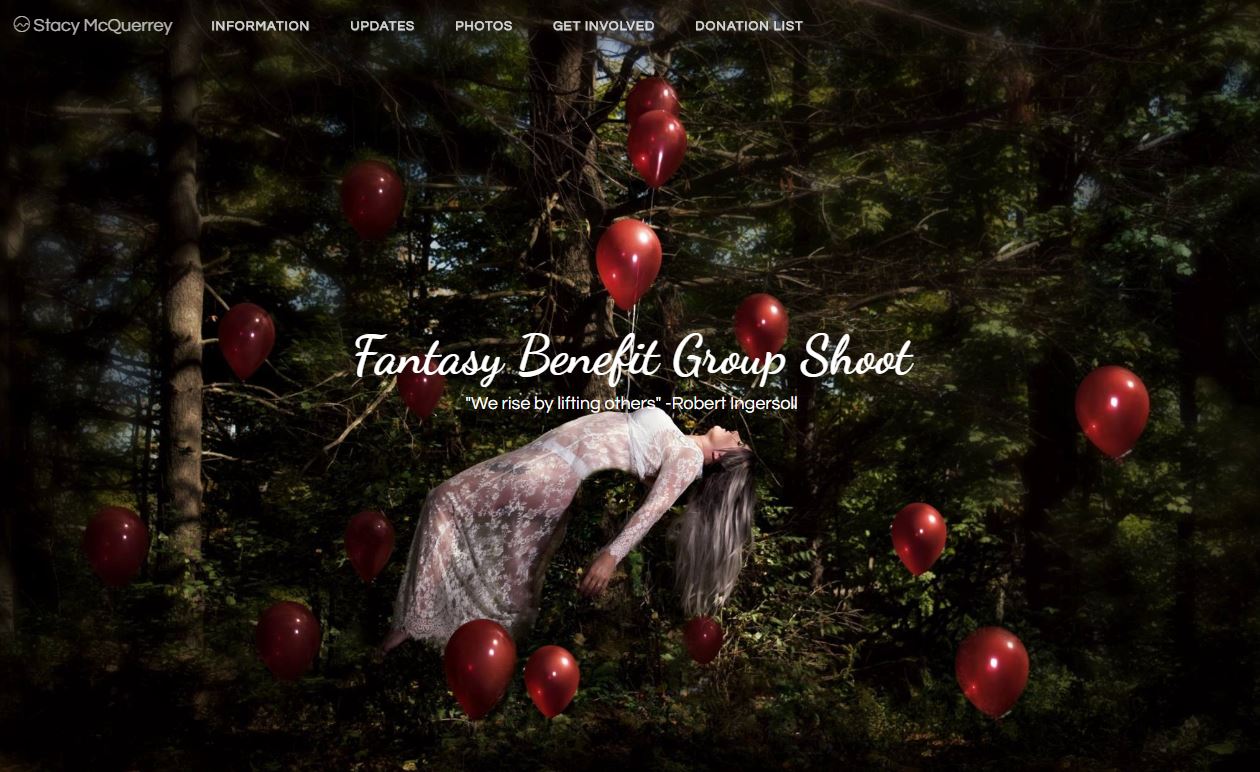 Stacy McQuerrey INFORMATION UPDATES PHOTOS GET INVOLVED DONATION LIST
Fantasy Benefit Group Shoot
"We rise by lifting others" -Robert Ingersoll